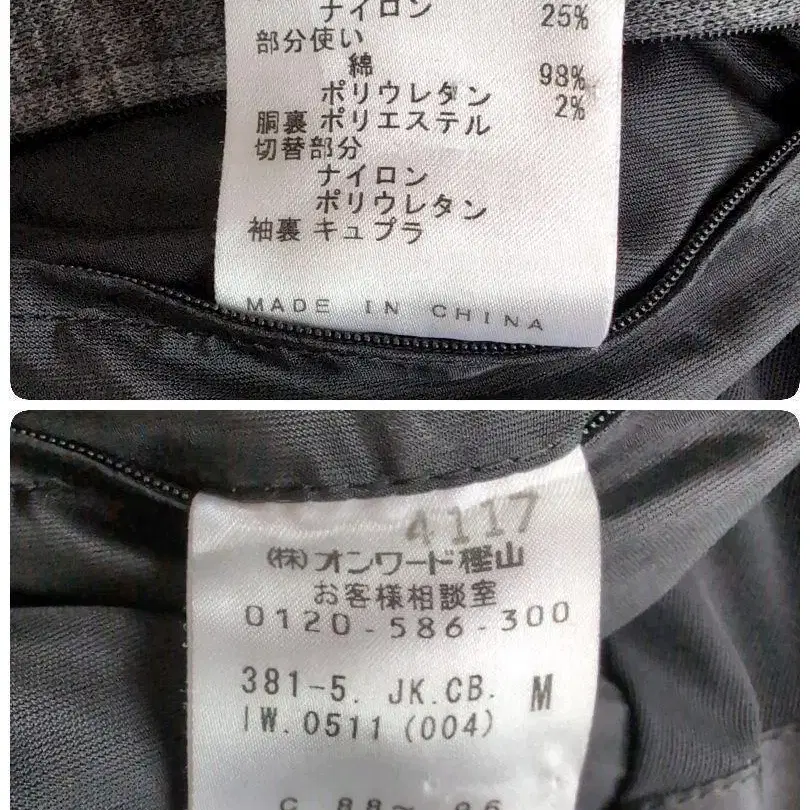 ナイロン 25%
部分使い
綿 98%
ポリウレタン 2%
胴裏 ポリエステル
切替部分
ナイロン
ポリウレタン
袖裏 キュプラ
MADE IN CHINA
4117
(株)オンワード樫山
お客様相談室
0120-586-300
381-5. JK.CB. M
IW.0511 (004)
C 88~96